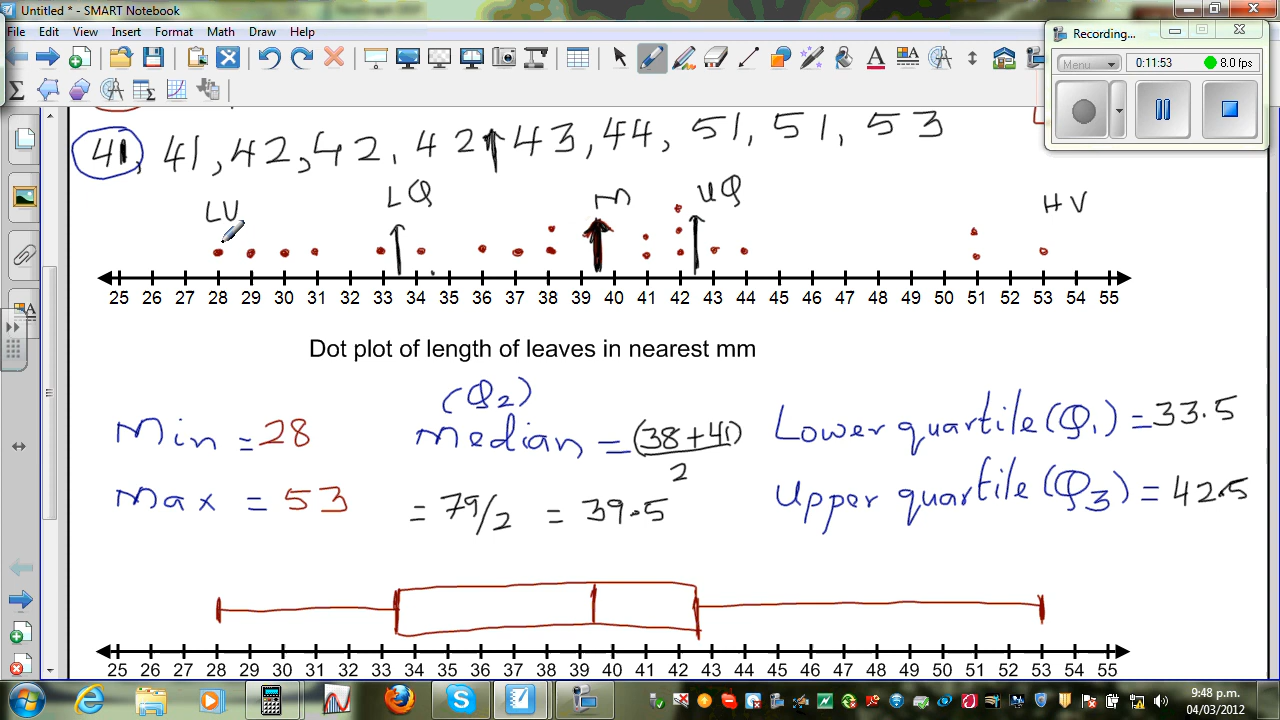 Untitled * - SMART Notebook
File Edit View Insert Format Math Draw Help
Recording...
Menu 0:11:53 8.0 fps
41, 41, 42, 42, 42 43, 44, 51, 51, 53
LV LQ M UQ HV
25 26 27 28 29 30 31 32 33 34 35 36 37 38 39 40 41 42 43 44 45 46 47 48 49 50 51 52 53 54 55
Dot plot of length of leaves in nearest mm
(Q2)
Min = 28 Median = (38 + 41) Lower quartile (Q1) = 33.5
2
Max = 53 = 79/2 = 39.5 Upper quartile (Q3) = 42.5
25 26 27 28 29 30 31 32 33 34 35 36 37 38 39 40 41 42 43 44 45 46 47 48 49 50 51 52 53 54 55
9:48 p.m.
04/03/2012